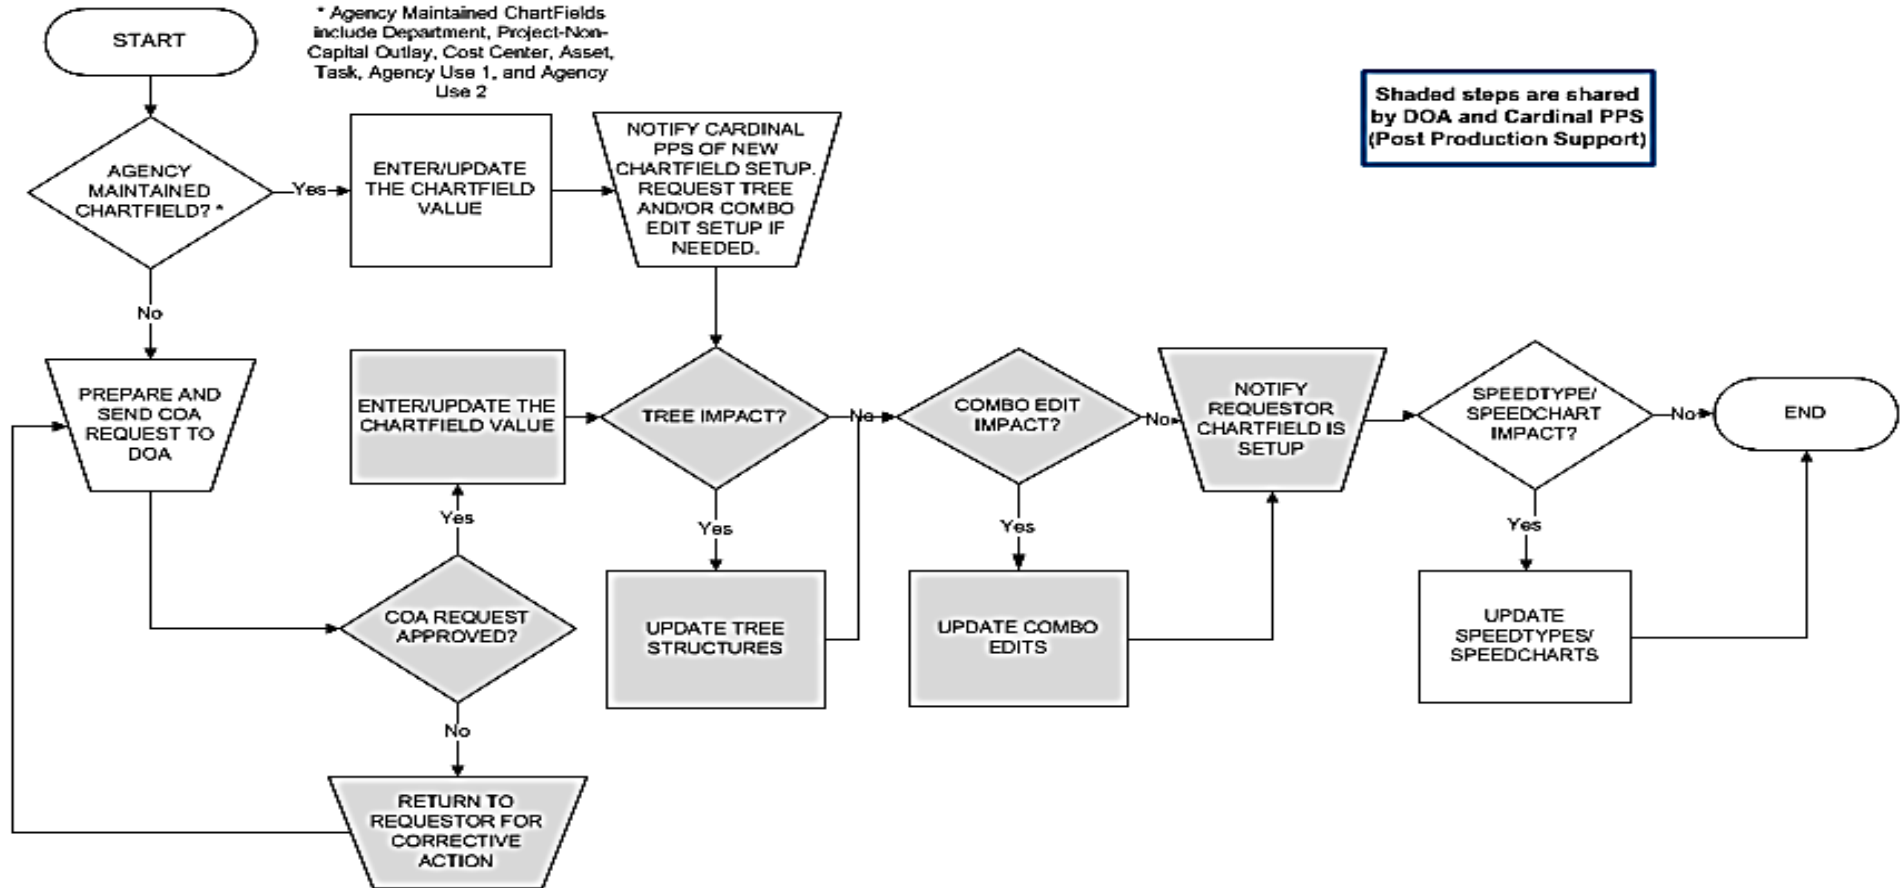 START
* Agency Maintained ChartFields
include Department, Project-Non-
Capital Outlay, Cost Center, Asset,
Task, Agency Use 1, and Agency
Use 2
Shaded steps are shared
by DOA and Cardinal PPS
(Post Production Support)
AGENCY
MAINTAINED
CHARTFIELD? *
Yes
ENTER/UPDATE
THE CHARTFIELD
VALUE
NOTIFY CARDINAL
PPS OF NEW
CHARTFIELD SETUP.
REQUEST TREE
AND/OR COMBO
EDIT SETUP IF
NEEDED.
No
PREPARE AND
SEND COA
REQUEST TO
DOA
ENTER/UPDATE THE
CHARTFIELD VALUE
TREE IMPACT?
No
COMBO EDIT
IMPACT?
No
NOTIFY
REQUESTOR
CHARTFIELD IS
SETUP
SPEEDTYPE/
SPEEDCHART
IMPACT?
No
END
Yes
Yes
Yes
Yes
COA REQUEST
APPROVED?
UPDATE TREE
STRUCTURES
UPDATE COMBO
EDITS
UPDATE
SPEEDTYPES/
SPEEDCHARTS
No
RETURN TO
REQUESTOR FOR
CORRECTIVE
ACTION